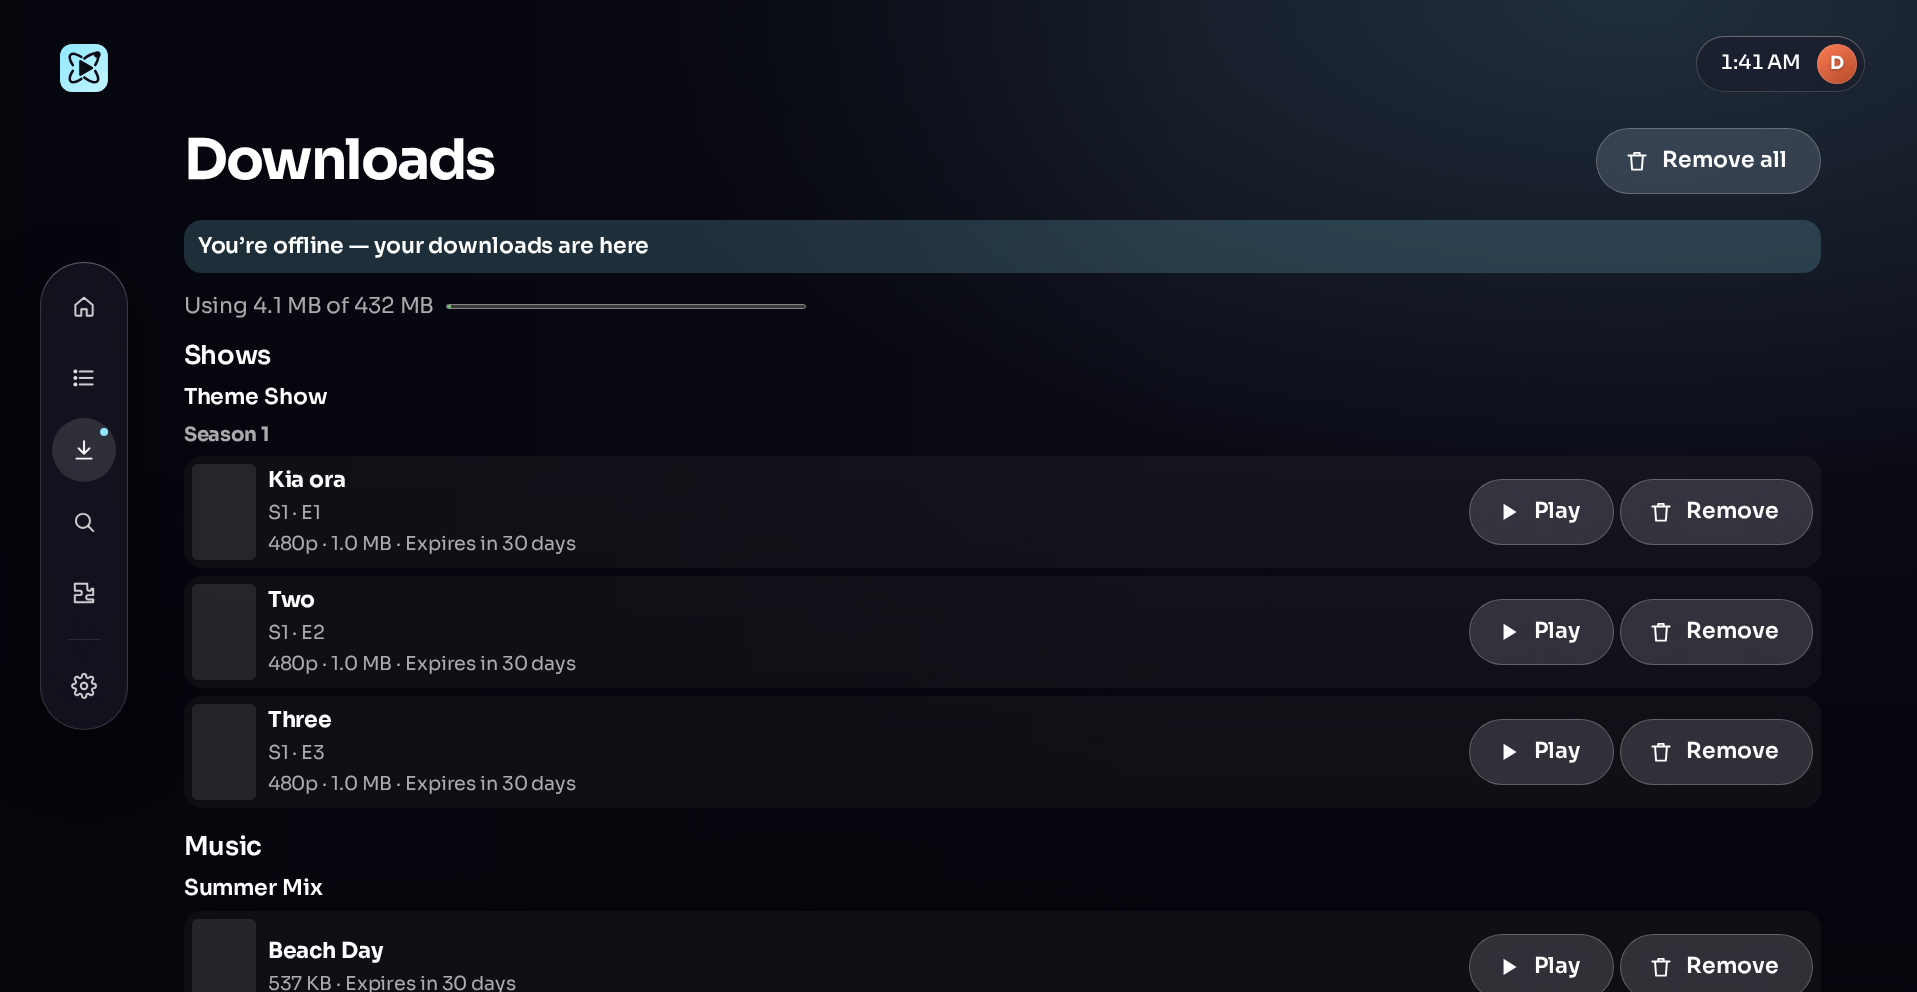 1:41 AM
D
Downloads
Remove all
You’re offline — your downloads are here
Using 4.1 MB of 432 MB
Shows
Theme Show
Season 1
Kia ora
S1 · E1
480p · 1.0 MB · Expires in 30 days
Play
Remove
Two
S1 · E2
480p · 1.0 MB · Expires in 30 days
Play
Remove
Three
S1 · E3
480p · 1.0 MB · Expires in 30 days
Play
Remove
Music
Summer Mix
Beach Day
537 KB · Expires in 30 days
Play
Remove